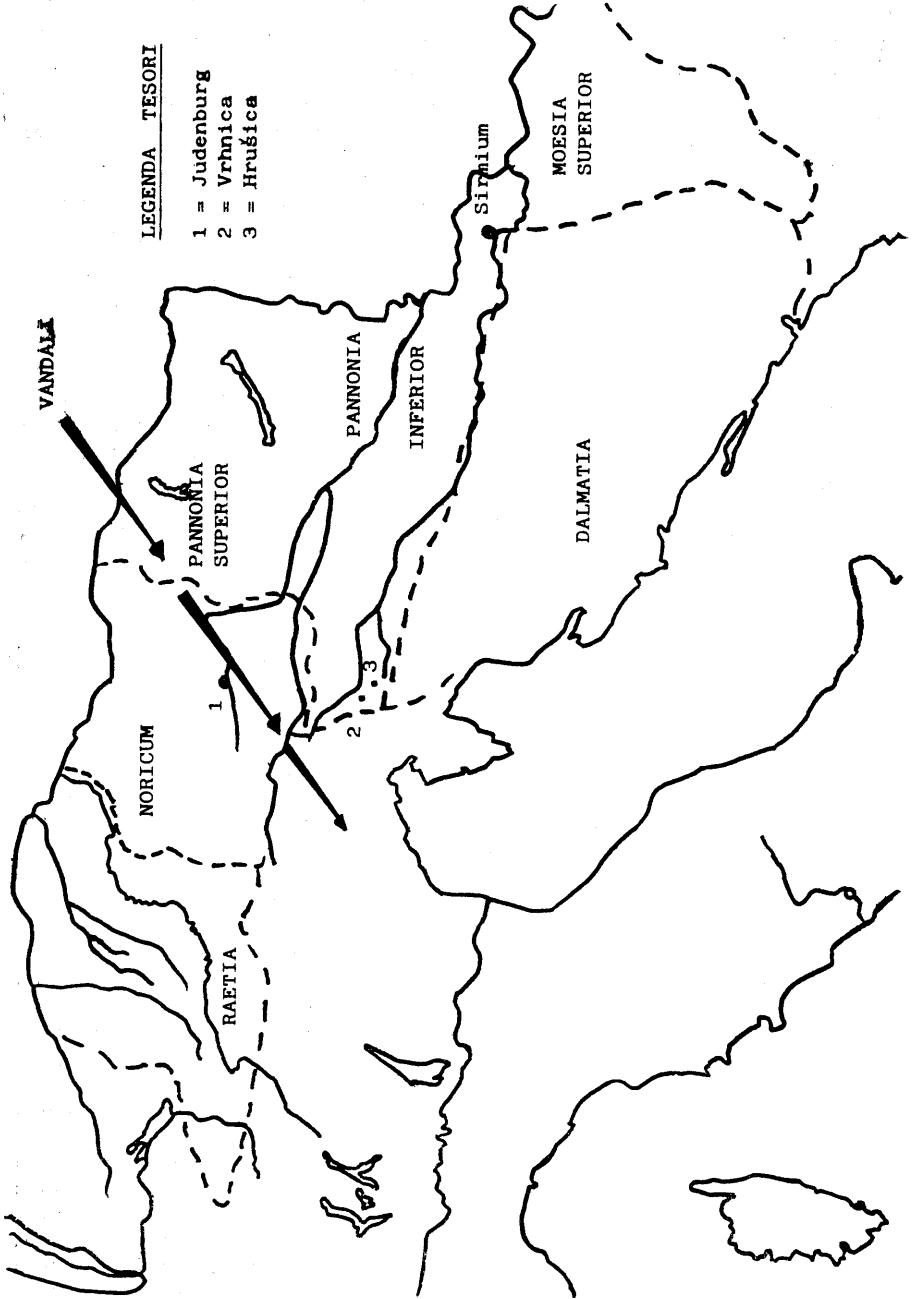 LEGENDA TESORI
1 = Judenburg
2 = Vrhnica
3 = Hrušica
VANDALI
NORICUM
PANNONIA
SUPERIOR
RAETIA
PANNONIA
INFERIOR
Sirmium
MOESIA
SUPERIOR
DALMATIA
1
2
3